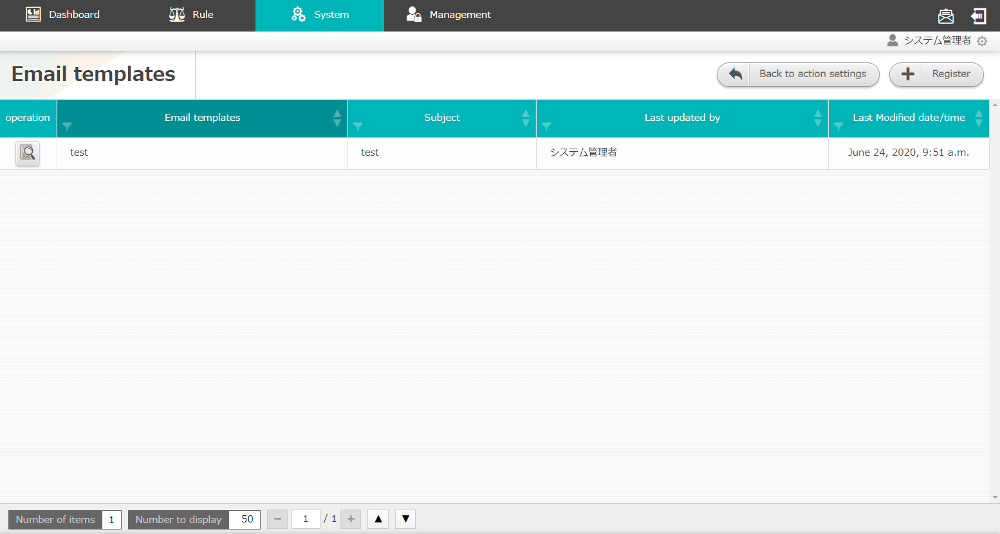 Dashboard Rule System Management
システム管理者
Email templates Back to action settings Register
operation Email templates Subject Last updated by Last Modified date/time
test test システム管理者 June 24, 2020, 9:51 a.m.
Number of items 1 Number to display 50 − 1 / 1 + ▲ ▼